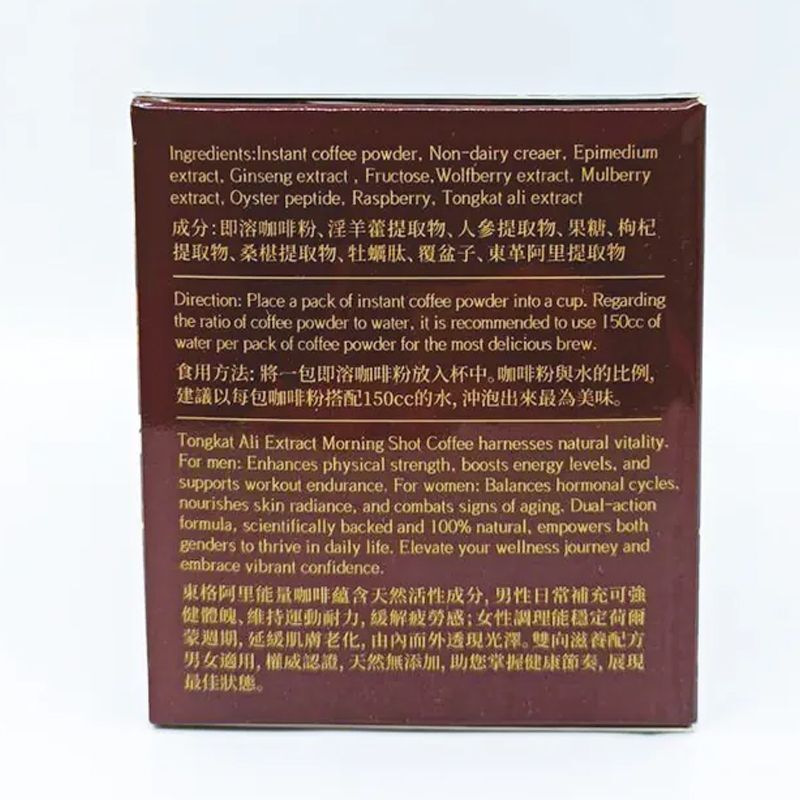 Ingredients:Instant coffee powder, Non-dairy creaer, Epimedium
extract, Ginseng extract , Fructose,Wolfberry extract, Mulberry
extract, Oyster peptide, Raspberry, Tongkat ali extract
成分:即溶咖啡粉、淫羊藿提取物、人參提取物、果糖、枸杞
提取物、桑椹提取物、牡蠣肽、覆盆子、東革阿里提取物
Direction: Place a pack of instant coffee powder into a cup. Regarding
the ratio of coffee powder to water, it is recommended to use 150cc of
water per pack of coffee powder for the most delicious brew.
食用方法: 將一包即溶咖啡粉放入杯中。咖啡粉與水的比例,
建議以每包咖啡粉搭配150cc的水, 沖泡出來最為美味。
Tongkat Ali Extract Morning Shot Coffee harnesses natural vitality.
For men: Enhances physical strength, boosts energy levels, and
supports workout endurance. For women: Balances hormonal cycles,
nourishes skin radiance, and combats signs of aging. Dual-action
formula, scientifically backed and 100% natural, empowers both
genders to thrive in daily life. Elevate your wellness journey and
embrace vibrant confidence.
東格阿里能量咖啡蘊含天然活性成分, 男性日常補充可強
健體魄、維持運動耐力, 緩解疲勞感; 女性調理能穩定荷爾
蒙週期, 延緩肌膚老化, 由內而外透現光澤。雙向滋養配方
男女適用, 權威認證, 天然無添加, 助您掌握健康節奏, 展現
最佳狀態。